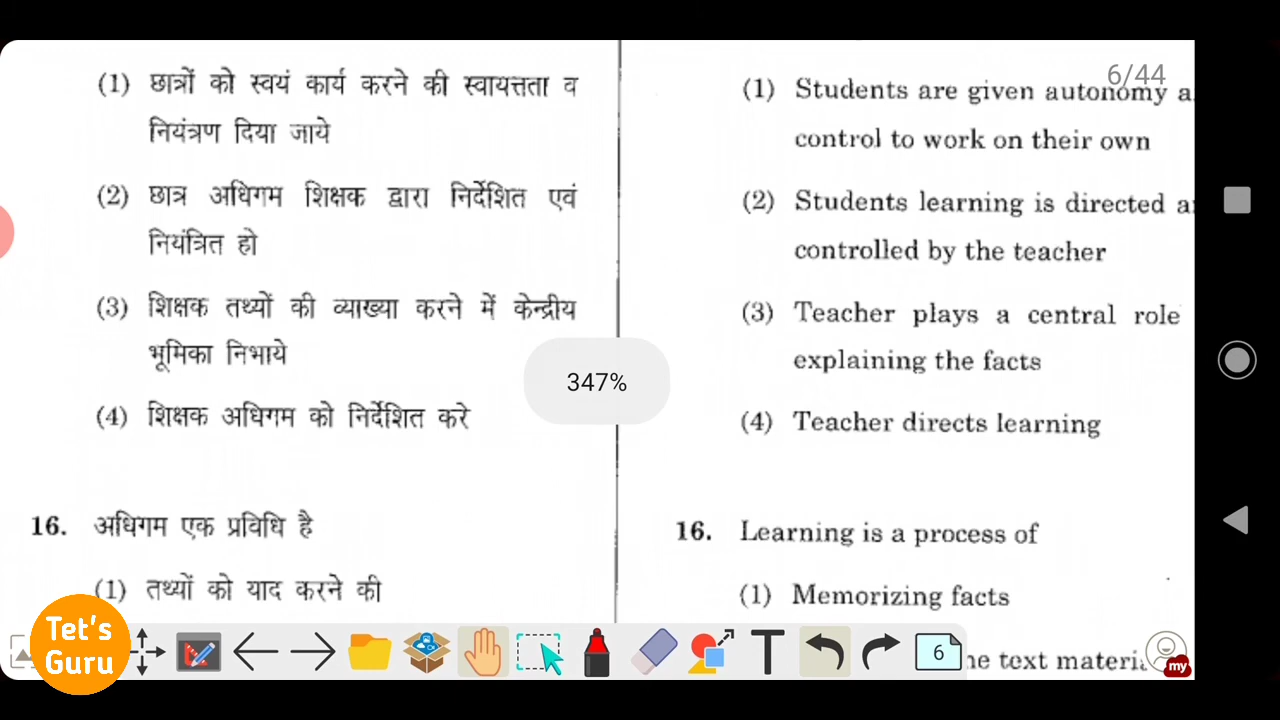 (1) छात्रों को स्वयं कार्य करने की स्वायत्तता व
नियंत्रण दिया जाये
(2) छात्र अधिगम शिक्षक द्वारा निर्देशित एवं
नियंत्रित हो
(3) शिक्षक तथ्यों की व्याख्या करने में केन्द्रीय
भूमिका निभाये
(4) शिक्षक अधिगम को निर्देशित करे
16. अधिगम एक प्रविधि है
(1) तथ्यों को याद करने की
6/44
(1) Students are given autonomy a
control to work on their own
(2) Students learning is directed a
controlled by the teacher
(3) Teacher plays a central role
explaining the facts
(4) Teacher directs learning
16. Learning is a process of
(1) Memorizing facts
he text materi
347%
Tet's
Guru
T
6
my